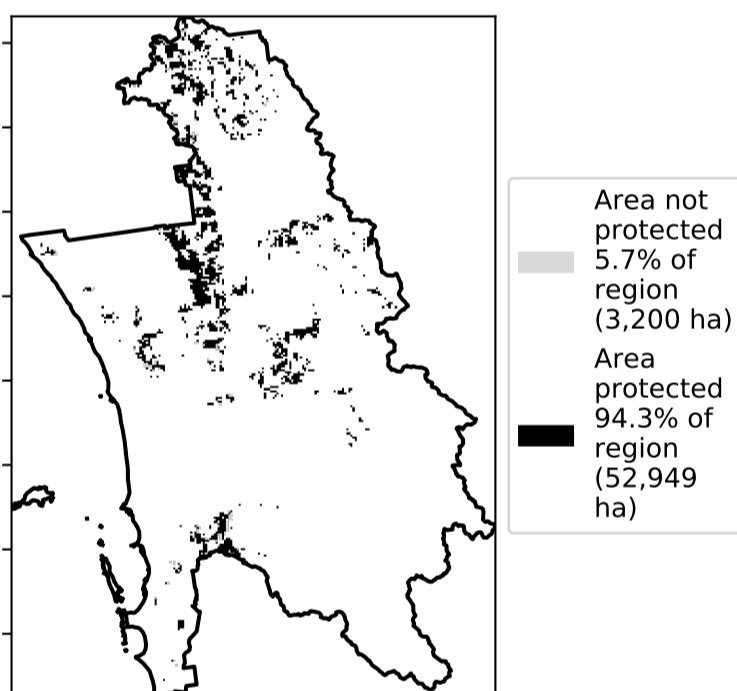 Area not
protected
5.7% of
region
(3,200 ha)
Area
protected
94.3% of
region
(52,949
ha)